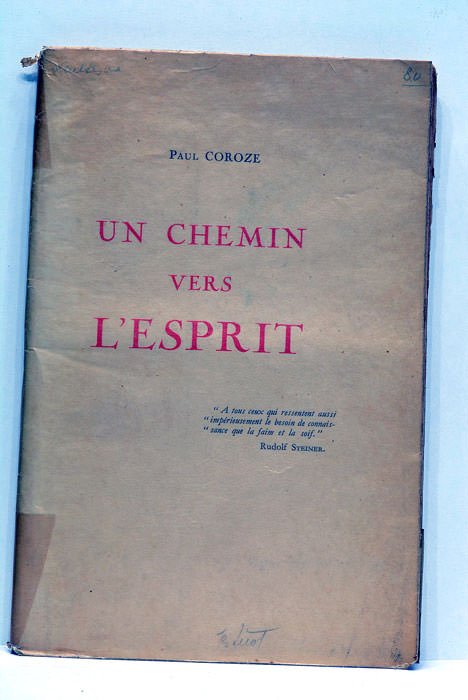 80
PAUL COROZE
UN CHEMIN
VERS
L'ESPRIT
" A tous ceux qui ressentent aussi
" impérieusement le besoin de connais-
" sance que la faim et la soif. "
Rudolf STEINER.